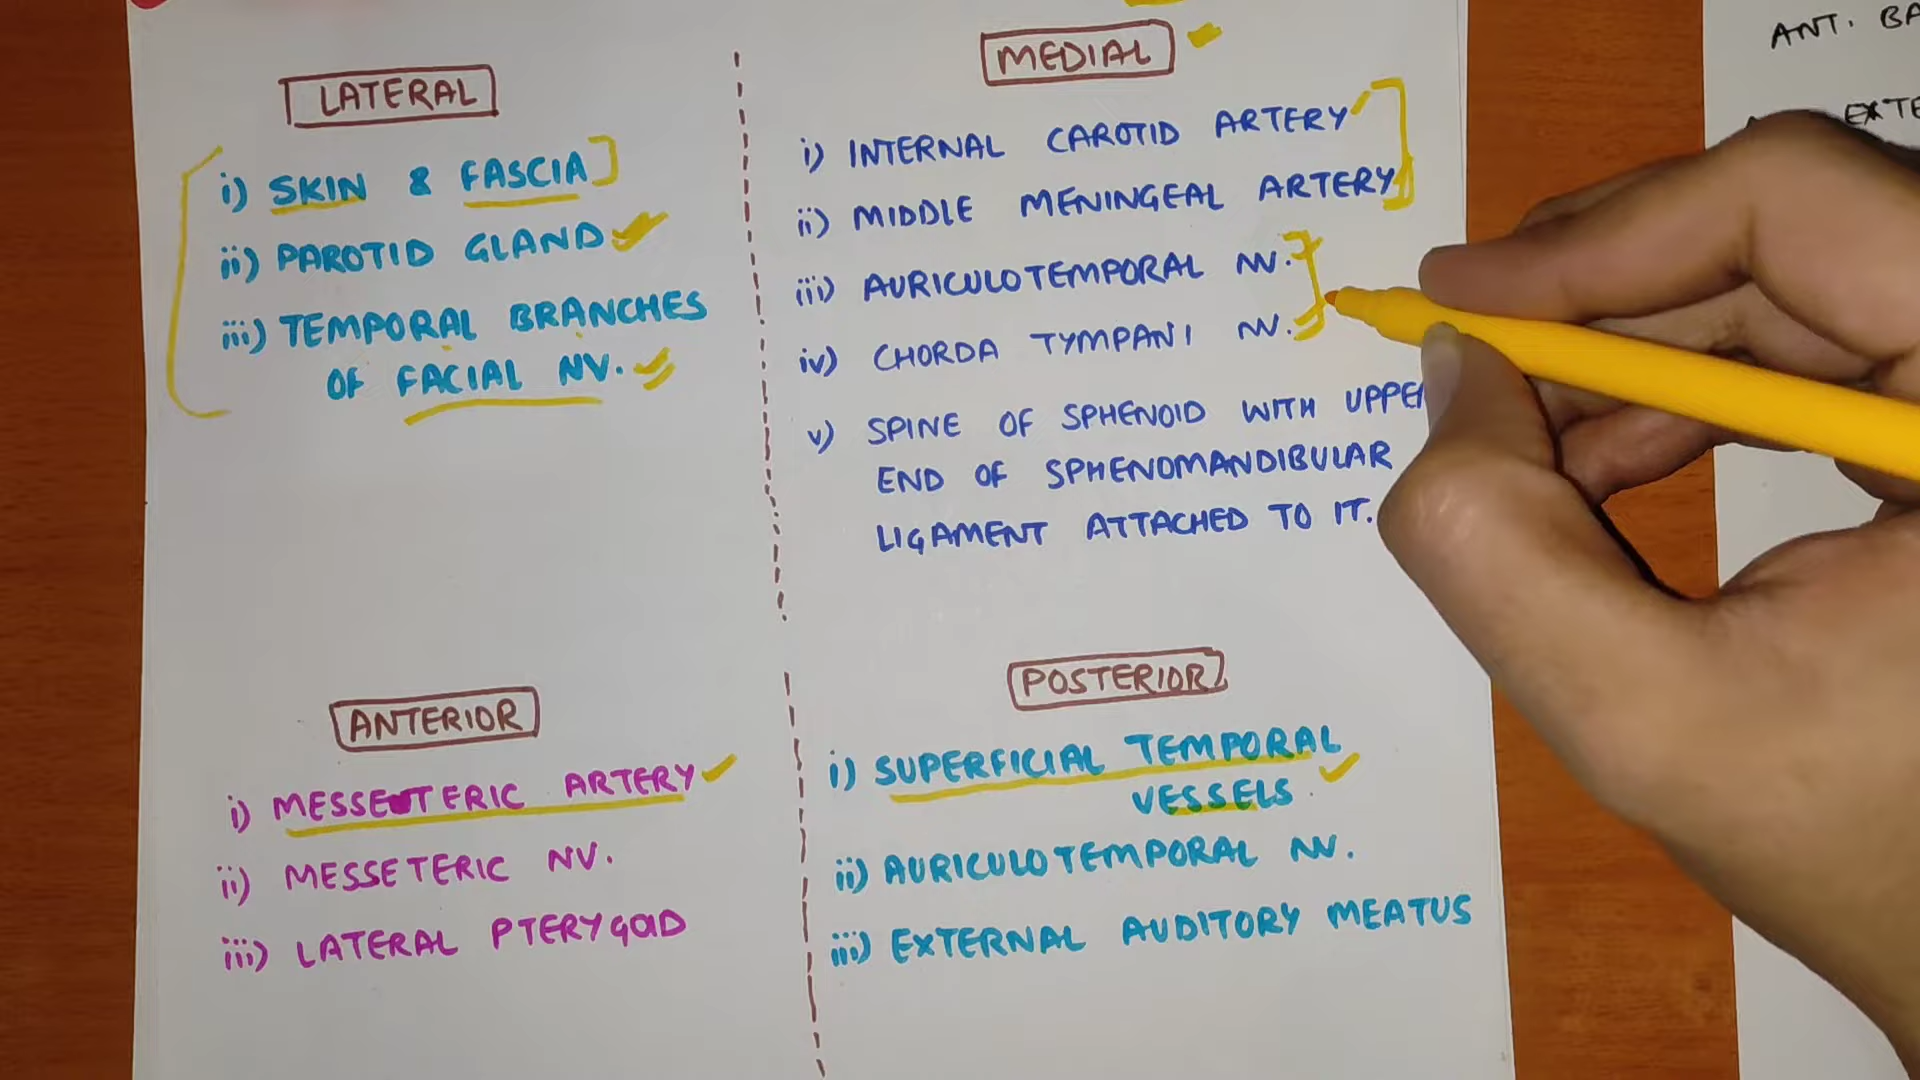 LATERAL
i) SKIN & FASCIA
ii) PAROTID GLAND
iii) TEMPORAL BRANCHES
OF FACIAL NV.
MEDIAL
i) INTERNAL CAROTID ARTERY
ii) MIDDLE MENINGEAL ARTERY
iii) AURICULOTEMPORAL NV.
iv) CHORDA TYMPANI NV.
v) SPINE OF SPHENOID WITH UPPE
END OF SPHENOMANDIBULAR
LIGAMENT ATTACHED TO IT.
ANTERIOR
i) MESSETERIC ARTERY
ii) MESSETERIC NV.
iii) LATERAL PTERYGOID
POSTERIOR
i) SUPERFICIAL TEMPORAL
VESSELS
ii) AURICULOTEMPORAL NV.
iii) EXTERNAL AUDITORY MEATUS
ANT. BA
EXTE